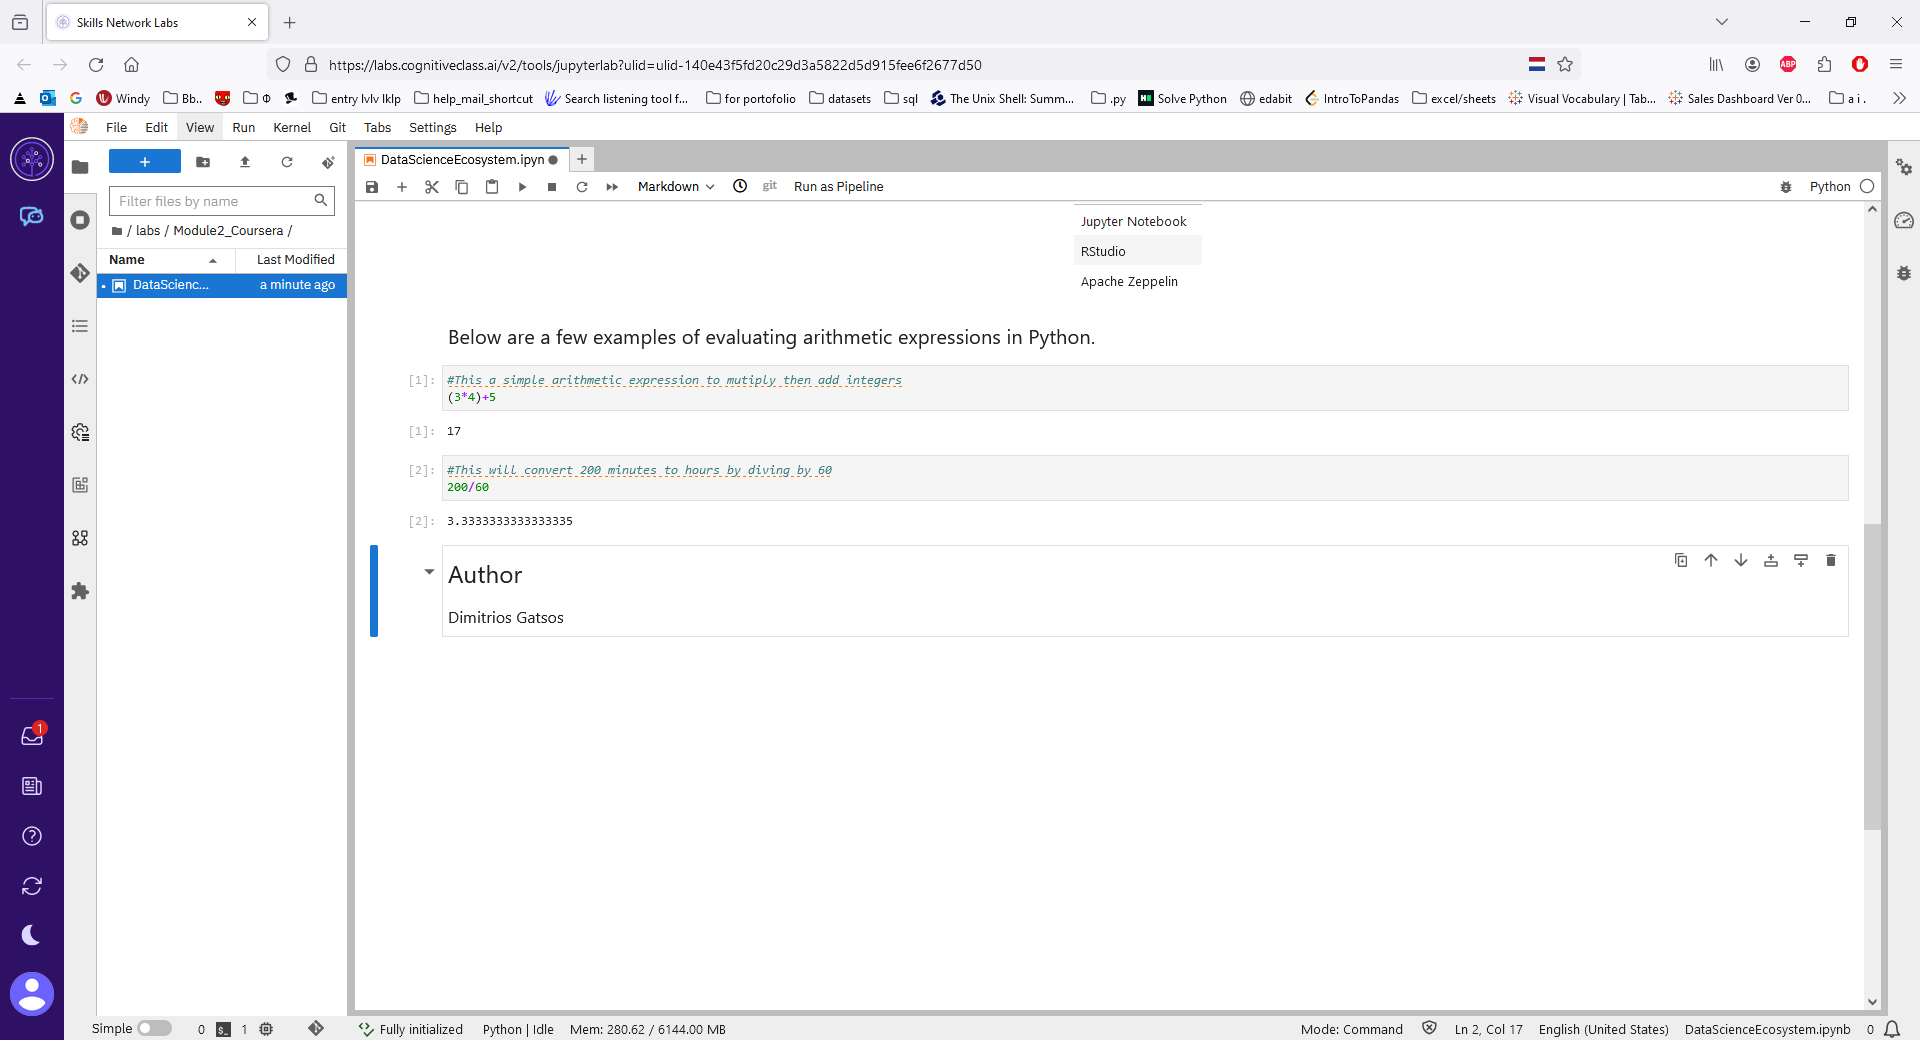 Skills Network Labs
https://labs.cognitiveclass.ai/v2/tools/jupyterlab?ulid=ulid-140e43f5fd20c29d3a5822d5d915fee6f2677d50
ABP
Windy Bb.. Φ entry lvlv lklp help_mail_shortcut Search listening tool f... for portofolio datasets sql The Unix Shell: Summ... .py Solve Python edabit IntroToPandas excel/sheets Visual Vocabulary | Tab... Sales Dashboard Ver 0... a i .
File Edit View Run Kernel Git Tabs Settings Help
DataScienceEcosystem.ipyn
Markdown git Run as Pipeline Python
Filter files by name
/ labs / Module2_Coursera /
Name Last Modified
DataScienc... a minute ago
Jupyter Notebook
RStudio
Apache Zeppelin
Below are a few examples of evaluating arithmetic expressions in Python.
[1]: #This a simple arithmetic expression to mutiply then add integers
(3*4)+5
[1]: 17
[2]: #This will convert 200 minutes to hours by diving by 60
200/60
[2]: 3.3333333333333335
Author
Dimitrios Gatsos
1
Simple 0 1 Fully initialized Python | Idle Mem: 280.62 / 6144.00 MB Mode: Command Ln 2, Col 17 English (United States) DataScienceEcosystem.ipynb 0